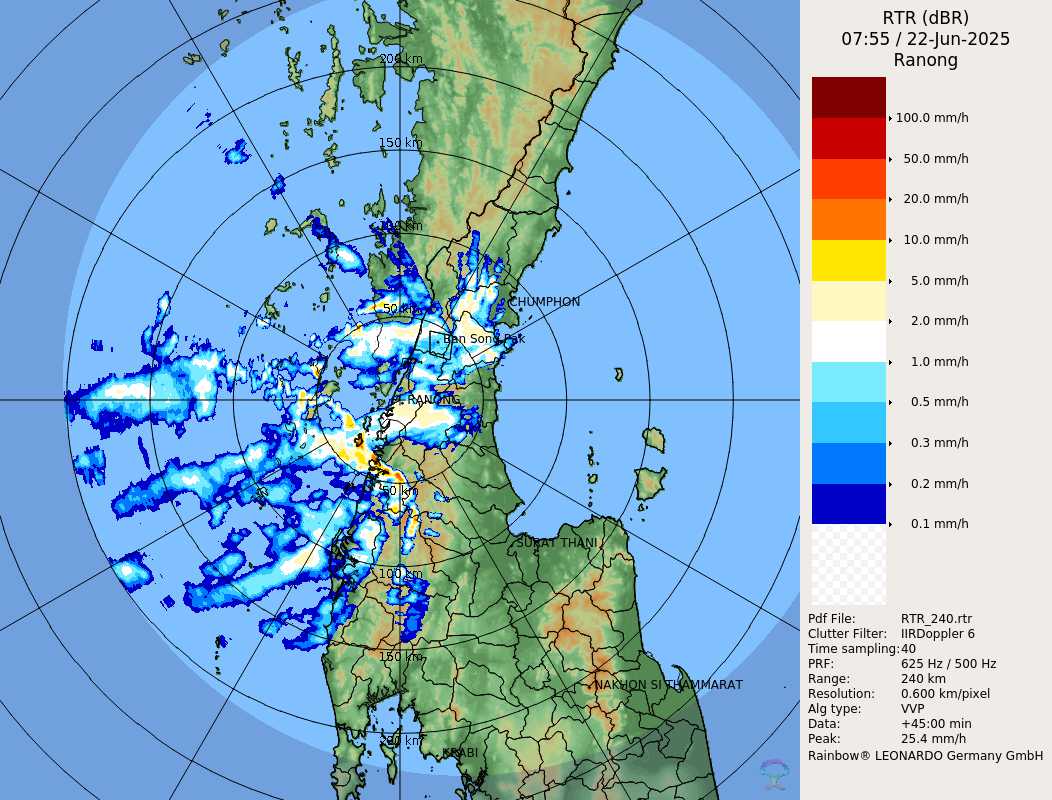 RTR (dBR)
07:55 / 22-Jun-2025
Ranong
100.0 mm/h
50.0 mm/h
20.0 mm/h
10.0 mm/h
5.0 mm/h
2.0 mm/h
1.0 mm/h
0.5 mm/h
0.3 mm/h
0.2 mm/h
0.1 mm/h
Pdf File: RTR_240.rtr
Clutter Filter: IIRDoppler 6
Time sampling:40
PRF: 625 Hz / 500 Hz
Range: 240 km
Resolution: 0.600 km/pixel
Alg type: VVP
Data: +45:00 min
Peak: 25.4 mm/h
Rainbow® LEONARDO Germany GmbH
200 km
150 km
100 km
50 km
CHUMPHON
Ban Song Pak
RANONG
50 km
SURAT THANI
100 km
150 km
NAKHON SI THAMMARAT
200 km
KRABI